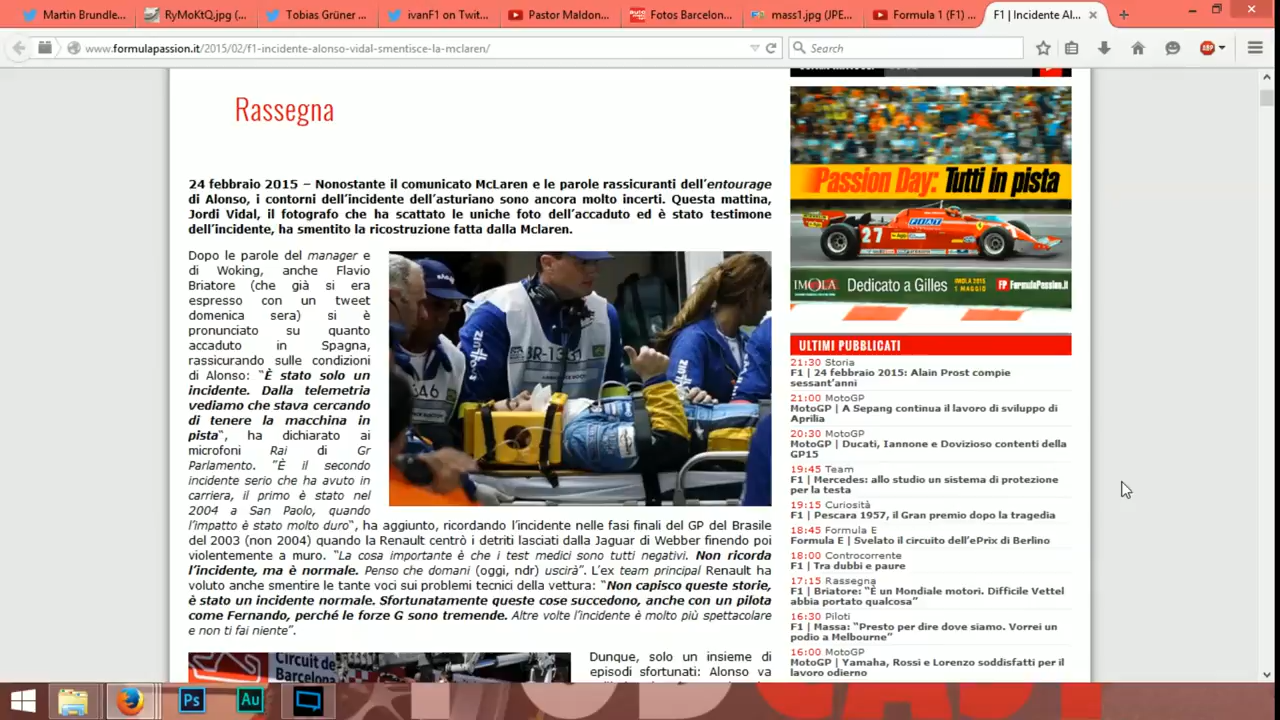 Martin Brundle...
RyMoKtQ.jpg (...
Tobias Grüner ...
ivanF1 on Twit...
Pastor Maldon...
Fotos Barcelon...
mass1.jpg (JPE...
Formula 1 (F1) ...
F1 | Incidente Al...
www.formulapassion.it/2015/02/f1-incidente-alonso-vidal-smentisce-la-mclaren/
Search
ABP
Rassegna
24 febbraio 2015 – Nonostante il comunicato McLaren e le parole rassicuranti dell'entourage
di Alonso, i contorni dell'incidente dell'asturiano sono ancora molto incerti. Questa mattina,
Jordi Vidal, il fotografo che ha scattato le uniche foto dell'accaduto ed è stato testimone
dell'incidente, ha smentito la ricostruzione fatta dalla Mclaren.
Dopo le parole del manager e
di Woking, anche Flavio
Briatore (che già si era
espresso con un tweet
domenica sera) si è
pronunciato su quanto
accaduto in Spagna,
rassicurando sulle condizioni
di Alonso: “È stato solo un
incidente. Dalla telemetria
vediamo che stava cercando
di tenere la macchina in
pista“, ha dichiarato ai
microfoni Rai di Gr
Parlamento. “È il secondo
incidente serio che ha avuto in
carriera, il primo è stato nel
2004 a San Paolo, quando
l'impatto è stato molto duro“, ha aggiunto, ricordando l'incidente nelle fasi finali del GP del Brasile
del 2003 (non 2004) quando la Renault centrò i detriti lasciati dalla Jaguar di Webber finendo poi
violentemente a muro. “La cosa importante è che i test medici sono tutti negativi. Non ricorda
l'incidente, ma è normale. Penso che domani (oggi, ndr) uscirà”. L'ex team principal Renault ha
voluto anche smentire le tante voci sui problemi tecnici della vettura: “Non capisco queste storie,
è stato un incidente normale. Sfortunatamente queste cose succedono, anche con un pilota
come Fernando, perché le forze G sono tremende. Altre volte l'incidente è molto più spettacolare
e non ti fai niente”.
Circuit de
Barcelona
Dunque, solo un insieme di
episodi sfortunati: Alonso va
Passion Day: Tutti in pista
27
FIAT
IMOLA
Dedicato a Gilles
IMOLA 2015
1 MAGGIO
FP FormulaPassion.it
ULTIMI PUBBLICATI
21:30 Storia
F1 | 24 febbraio 2015: Alain Prost compie
sessant'anni
21:00 MotoGP
MotoGP | A Sepang continua il lavoro di sviluppo di
Aprilia
20:30 MotoGP
MotoGP | Ducati, Iannone e Dovizioso contenti della
GP15
19:45 Team
F1 | Mercedes: allo studio un sistema di protezione
per la testa
19:15 Curiosità
F1 | Pescara 1957, il Gran premio dopo la tragedia
18:45 Formula E
Formula E | Svelato il circuito dell'ePrix di Berlino
18:00 Controcorrente
F1 | Tra dubbi e paure
17:15 Rassegna
F1 | Briatore: “È un Mondiale motori. Difficile Vettel
abbia portato qualcosa”
16:30 Piloti
F1 | Massa: “Presto per dire dove siamo. Vorrei un
podio a Melbourne”
16:00 MotoGP
MotoGP | Yamaha, Rossi e Lorenzo soddisfatti per il
lavoro odierno
Ps
Au